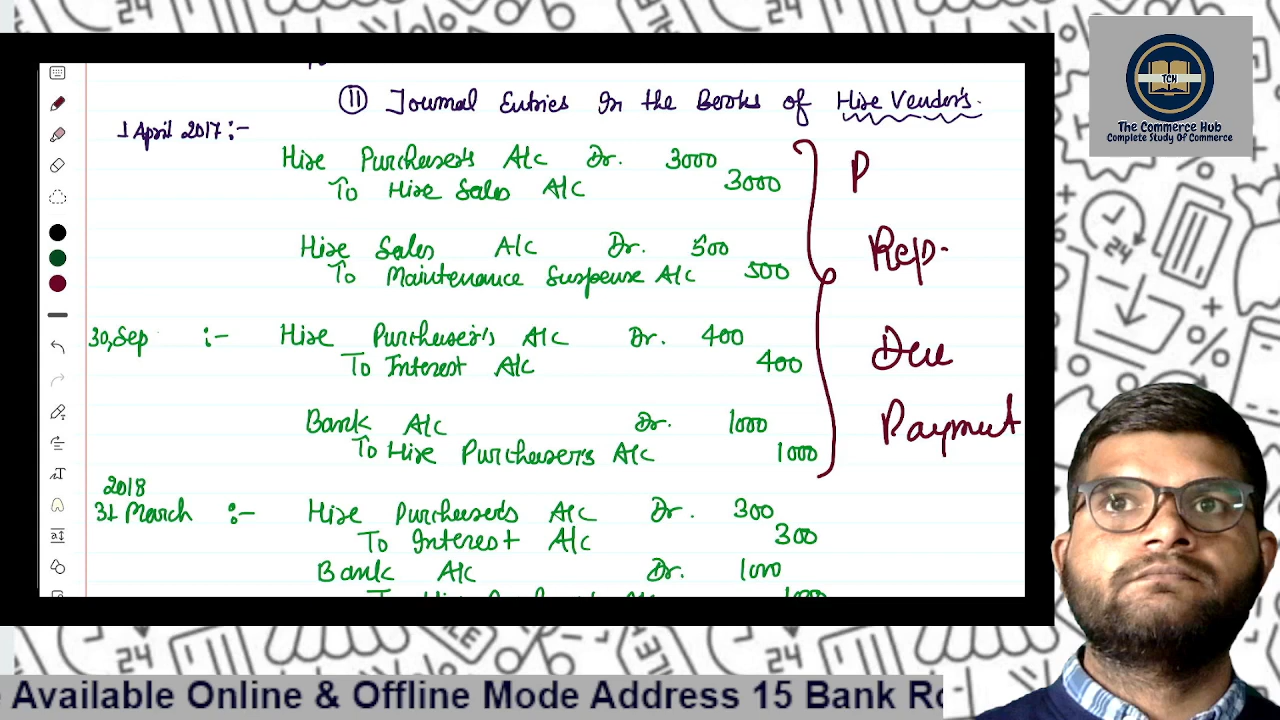 TCH
The Commerce Hub
Complete Study Of Commerce
⑪ Journal Entries In the Books of Hire Vendor's.
1 April 2017:-
Hire Purchaser's A/c Dr. 3000
To Hire Sales A/c 3000
P
Hire Sales A/c Dr. 500
To Maintenance Suspense A/c 500
Rep.
30, Sep :- Hire Purchaser's A/c Dr. 400
To Interest A/c 400
Due
Bank A/c Dr. 1000
To Hire Purchaser's A/c 1000
Payment
2018
31 March :- Hire Purchaser's A/c Dr. 300
To Interest A/c 300
Bank A/c Dr. 1000
Available Online & Offline Mode Address 15 Bank